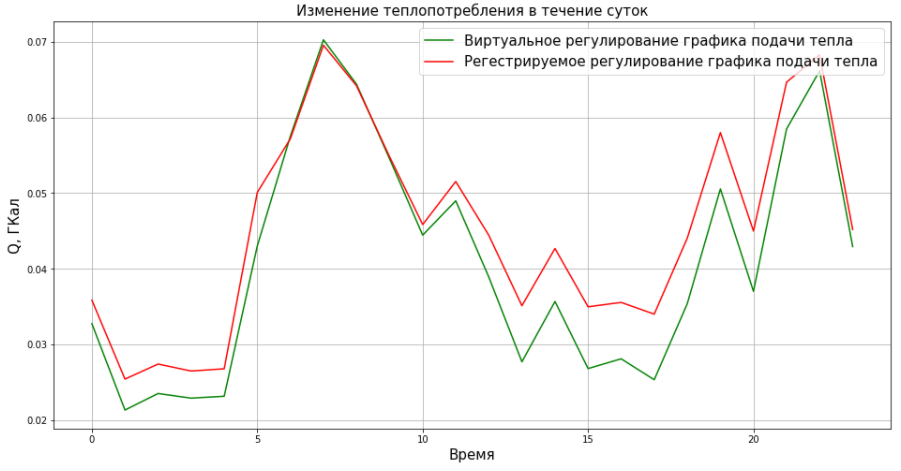 Изменение теплопотребления в течение суток
Виртуальное регулирование графика подачи тепла
Регестрируемое регулирование графика подачи тепла
Q, ГКал
0.07
0.06
0.05
0.04
0.03
0.02
0 5 10 15 20
Время